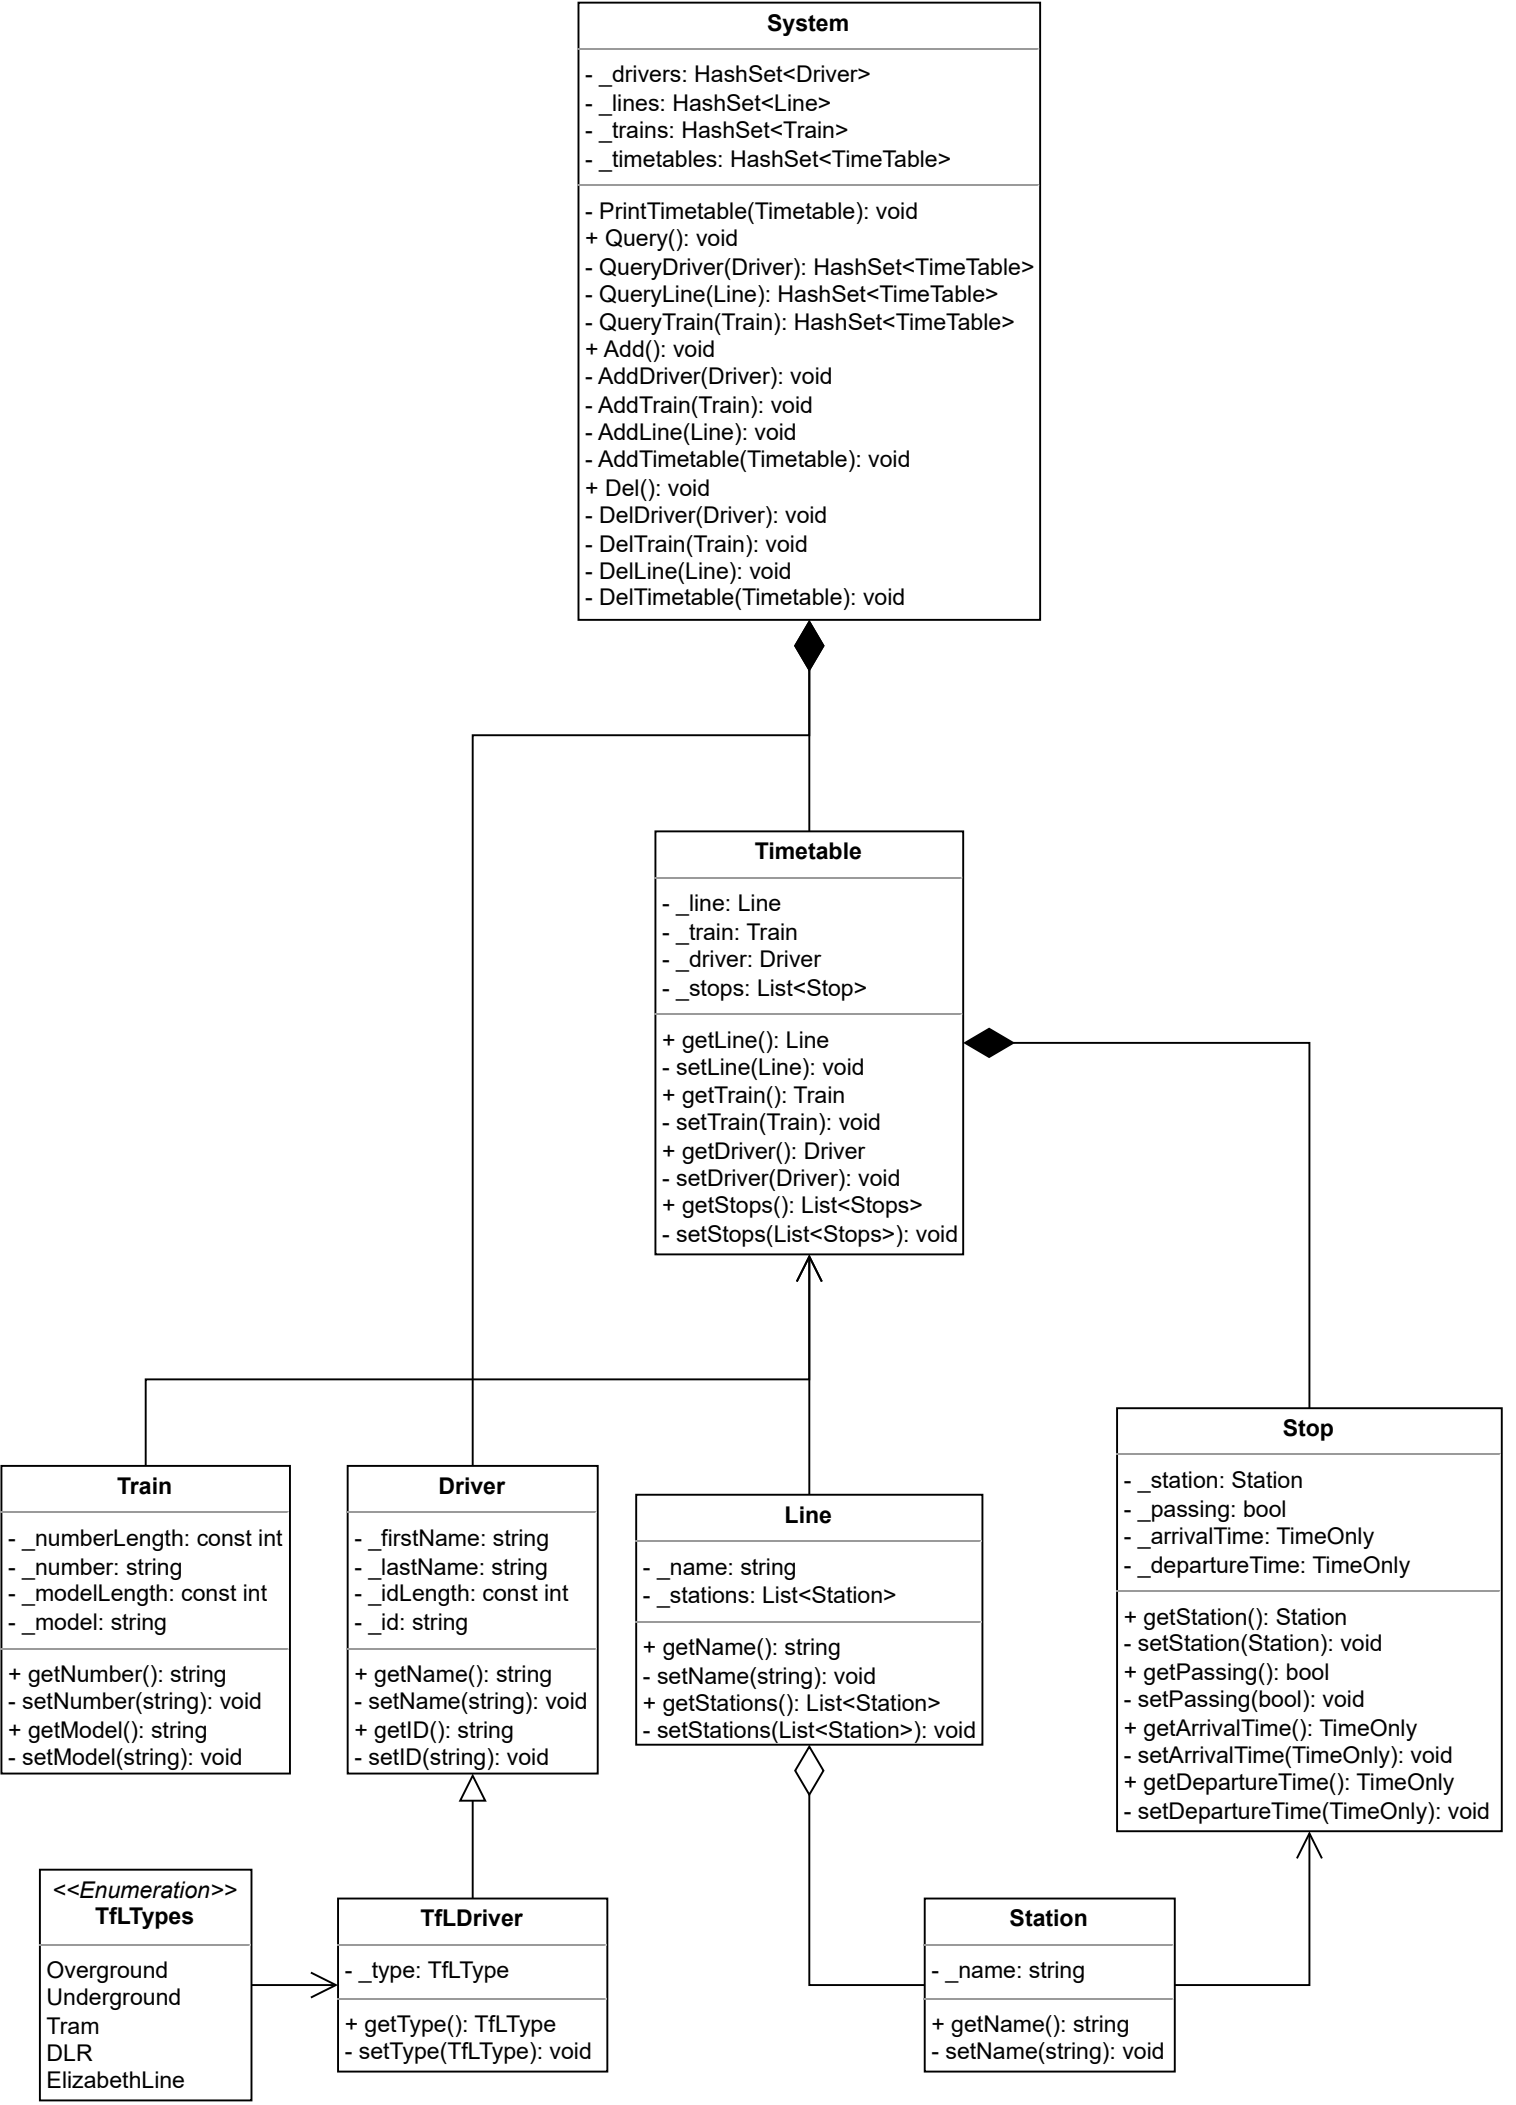 System
- _drivers: HashSet<Driver>
- _lines: HashSet<Line>
- _trains: HashSet<Train>
- _timetables: HashSet<TimeTable>
- PrintTimetable(Timetable): void
+ Query(): void
- QueryDriver(Driver): HashSet<TimeTable>
- QueryLine(Line): HashSet<TimeTable>
- QueryTrain(Train): HashSet<TimeTable>
+ Add(): void
- AddDriver(Driver): void
- AddTrain(Train): void
- AddLine(Line): void
- AddTimetable(Timetable): void
+ Del(): void
- DelDriver(Driver): void
- DelTrain(Train): void
- DelLine(Line): void
- DelTimetable(Timetable): void
Timetable
- _line: Line
- _train: Train
- _driver: Driver
- _stops: List<Stop>
+ getLine(): Line
- setLine(Line): void
+ getTrain(): Train
- setTrain(Train): void
+ getDriver(): Driver
- setDriver(Driver): void
+ getStops(): List<Stops>
- setStops(List<Stops>): void
Train
- _numberLength: const int
- _number: string
- _modelLength: const int
- _model: string
+ getNumber(): string
- setNumber(string): void
+ getModel(): string
- setModel(string): void
Driver
- _firstName: string
- _lastName: string
- _idLength: const int
- _id: string
+ getName(): string
- setName(string): void
+ getID(): string
- setID(string): void
Line
- _name: string
- _stations: List<Station>
+ getName(): string
- setName(string): void
+ getStations(): List<Station>
- setStations(List<Station>): void
Stop
- _station: Station
- _passing: bool
- _arrivalTime: TimeOnly
- _departureTime: TimeOnly
+ getStation(): Station
- setStation(Station): void
+ getPassing(): bool
- setPassing(bool): void
+ getArrivalTime(): TimeOnly
- setArrivalTime(TimeOnly): void
+ getDepartureTime(): TimeOnly
- setDepartureTime(TimeOnly): void
<<Enumeration>>
TfLTypes
Overground
Underground
Tram
DLR
ElizabethLine
TfLDriver
- _type: TfLType
+ getType(): TfLType
- setType(TfLType): void
Station
- _name: string
+ getName(): string
- setName(string): void